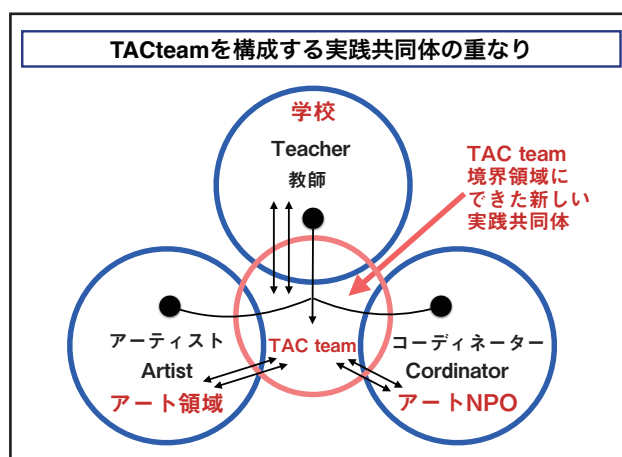 TACteamを構成する実践共同体の重なり
学校
Teacher
教師
TAC team
境界領域に
できた新しい
実践共同体
アーティスト
Artist
アート領域
TAC team
コーディネーター
Cordinator
アートNPO